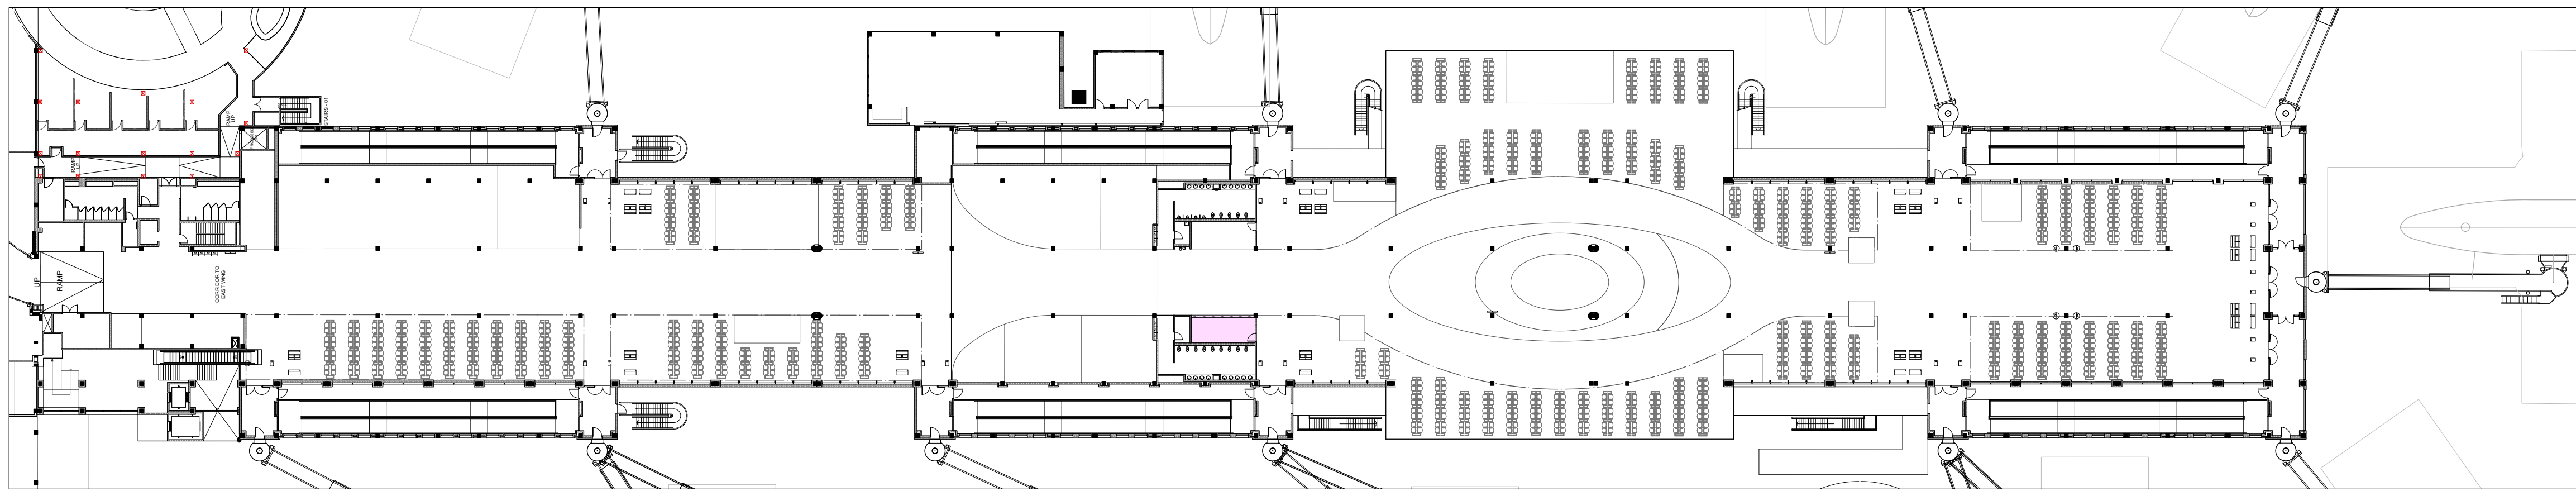 STAIRS - 01
RAMP
UP
RAMP
UP
UP
RAMP
CORRIDOR TO
EAST WING